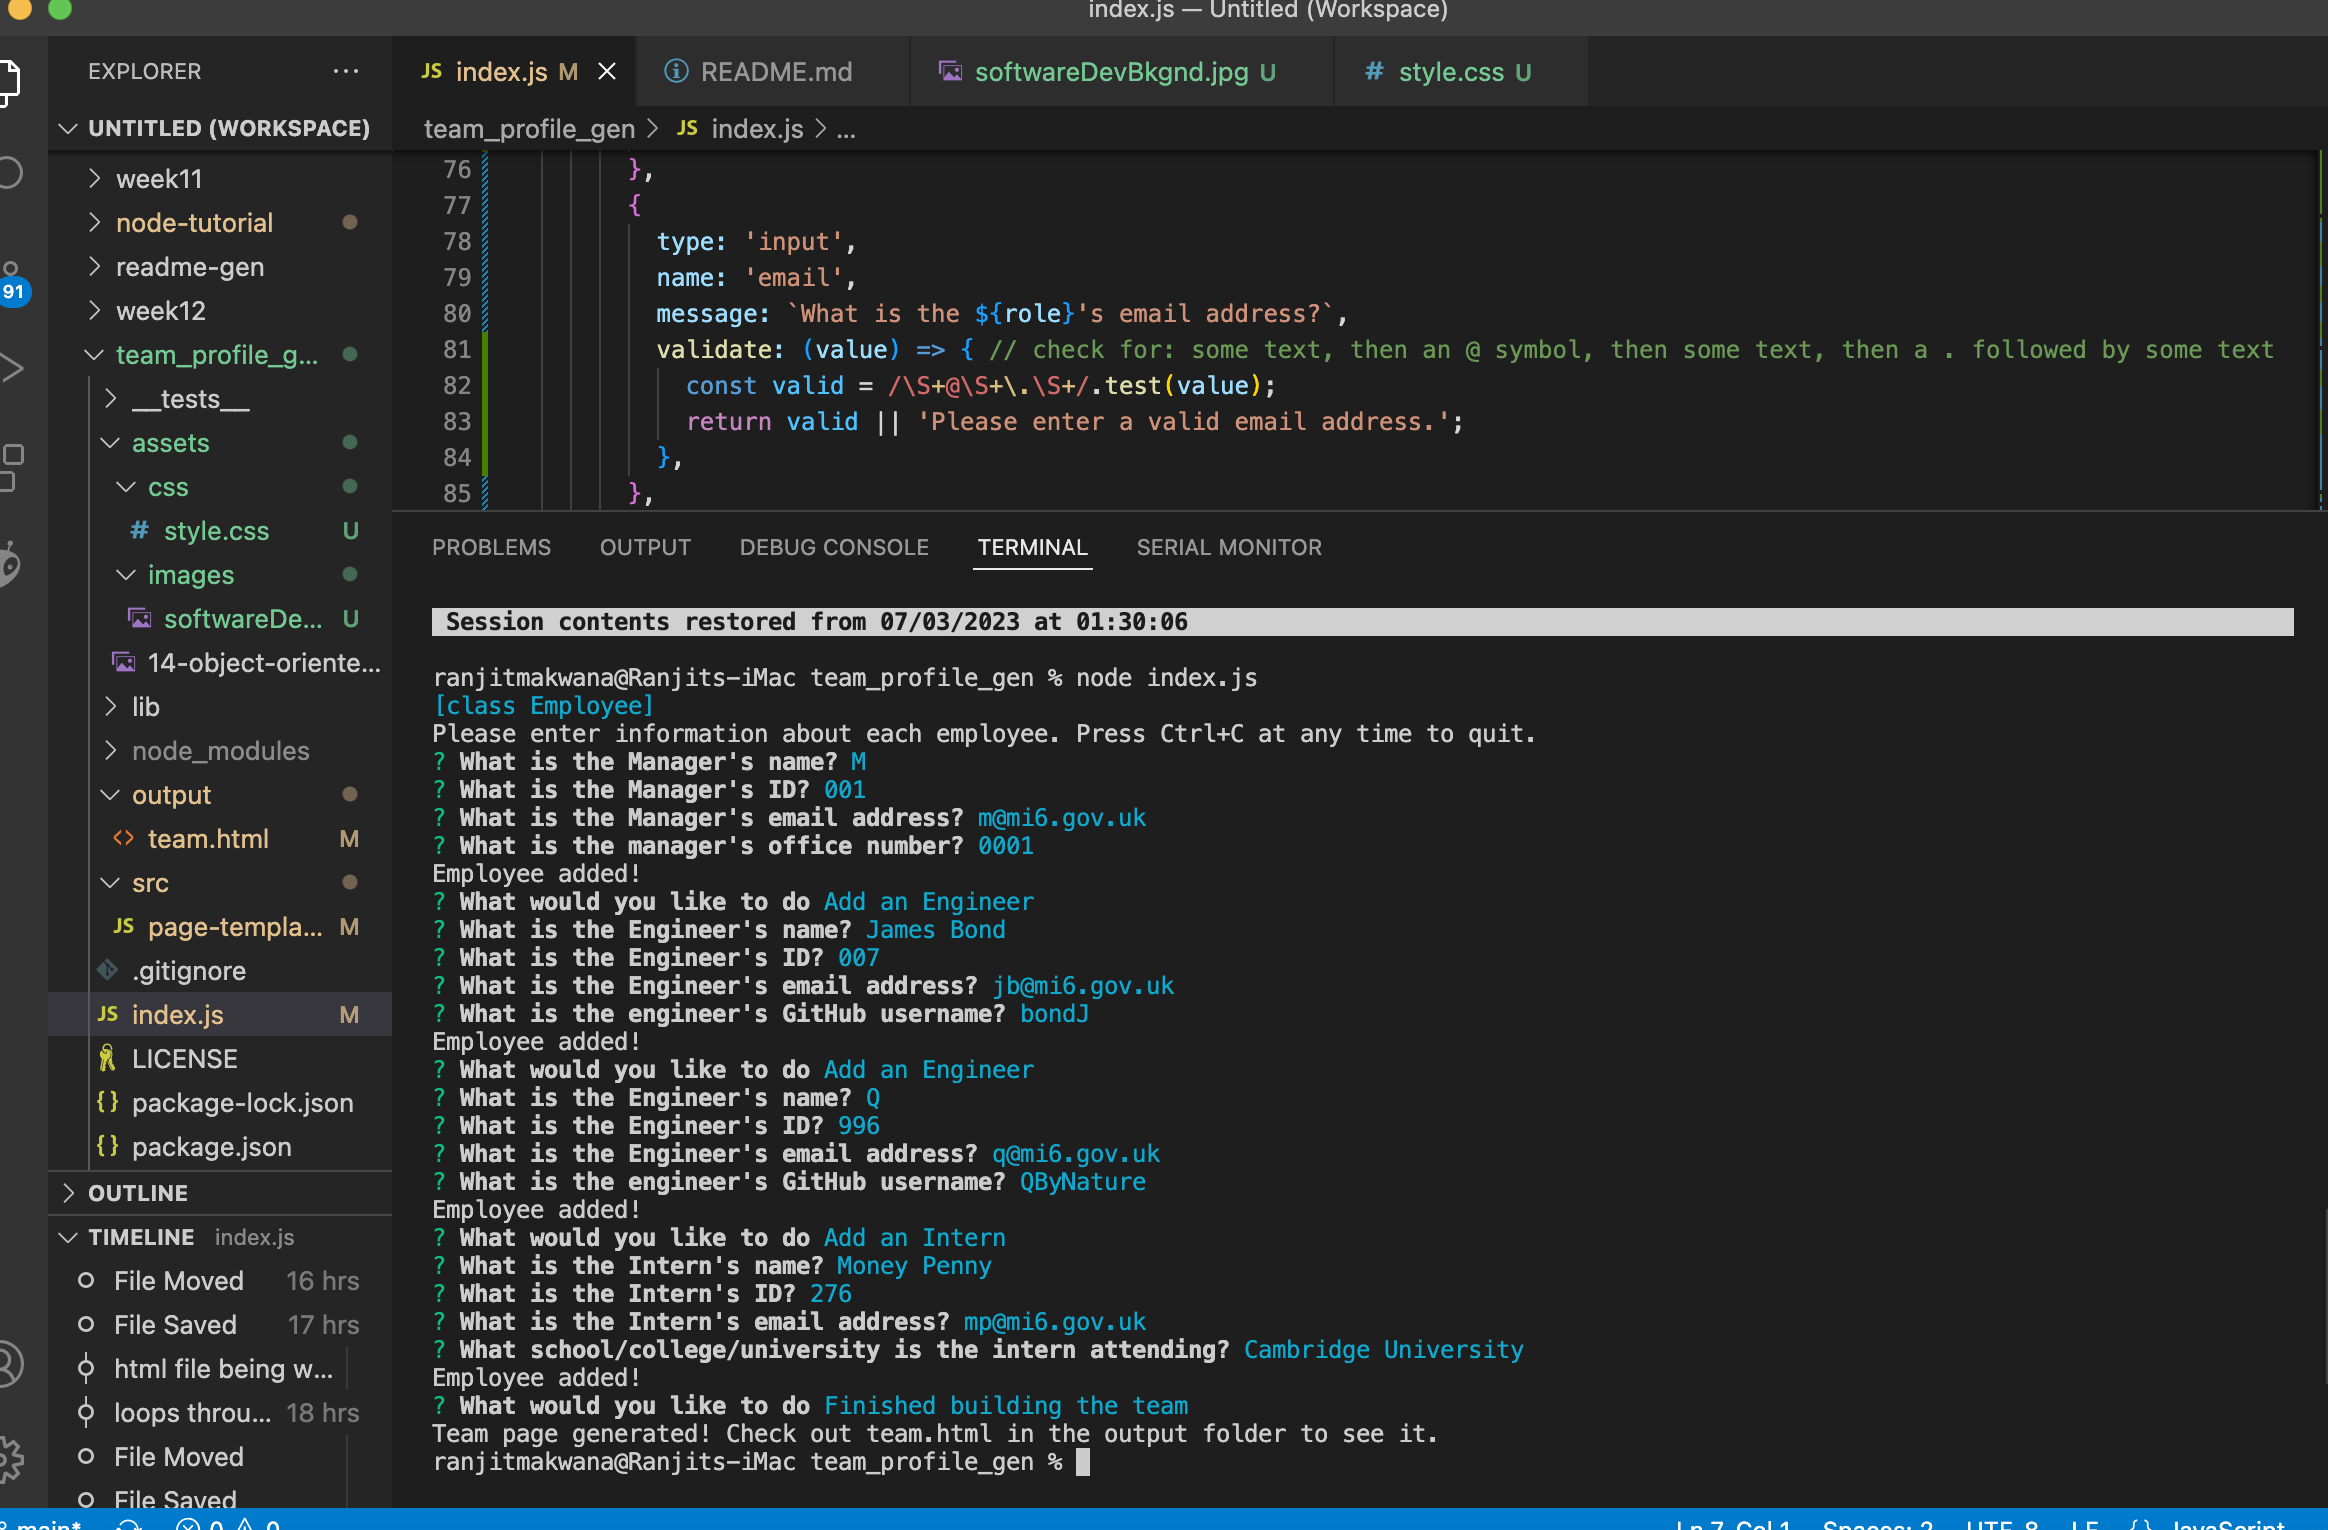 index.js — Untitled (Workspace)
EXPLORER ...
UNTITLED (WORKSPACE)
week11
node-tutorial
readme-gen
week12
team_profile_g...
__tests__
assets
css
# style.css U
images
softwareDe... U
14-object-oriente...
lib
node_modules
output
<> team.html M
src
JS page-templa... M
.gitignore
JS index.js M
LICENSE
{} package-lock.json
{} package.json
OUTLINE
TIMELINE index.js
File Moved 16 hrs
File Saved 17 hrs
html file being w...
loops throu... 18 hrs
File Moved
File Saved
91
JS index.js M × README.md softwareDevBkgnd.jpg U # style.css U
team_profile_gen > JS index.js > ...
76 },
77 {
78 type: 'input',
79 name: 'email',
80 message: `What is the ${role}'s email address?`,
81 validate: (value) => { // check for: some text, then an @ symbol, then some text, then a . followed by some text
82 const valid = /\S+@\S+\.\S+/.test(value);
83 return valid || 'Please enter a valid email address.';
84 },
85 },
PROBLEMS OUTPUT DEBUG CONSOLE TERMINAL SERIAL MONITOR
Session contents restored from 07/03/2023 at 01:30:06
ranjitmakwana@Ranjits-iMac team_profile_gen % node index.js
[class Employee]
Please enter information about each employee. Press Ctrl+C at any time to quit.
? What is the Manager's name? M
? What is the Manager's ID? 001
? What is the Manager's email address? m@mi6.gov.uk
? What is the manager's office number? 0001
Employee added!
? What would you like to do Add an Engineer
? What is the Engineer's name? James Bond
? What is the Engineer's ID? 007
? What is the Engineer's email address? jb@mi6.gov.uk
? What is the engineer's GitHub username? bondJ
Employee added!
? What would you like to do Add an Engineer
? What is the Engineer's name? Q
? What is the Engineer's ID? 996
? What is the Engineer's email address? q@mi6.gov.uk
? What is the engineer's GitHub username? QByNature
Employee added!
? What would you like to do Add an Intern
? What is the Intern's name? Money Penny
? What is the Intern's ID? 276
? What is the Intern's email address? mp@mi6.gov.uk
? What school/college/university is the intern attending? Cambridge University
Employee added!
? What would you like to do Finished building the team
Team page generated! Check out team.html in the output folder to see it.
ranjitmakwana@Ranjits-iMac team_profile_gen %
main* 0 0 Ln 7, Col 1 Spaces: 2 UTF-8 LF {} JavaScript